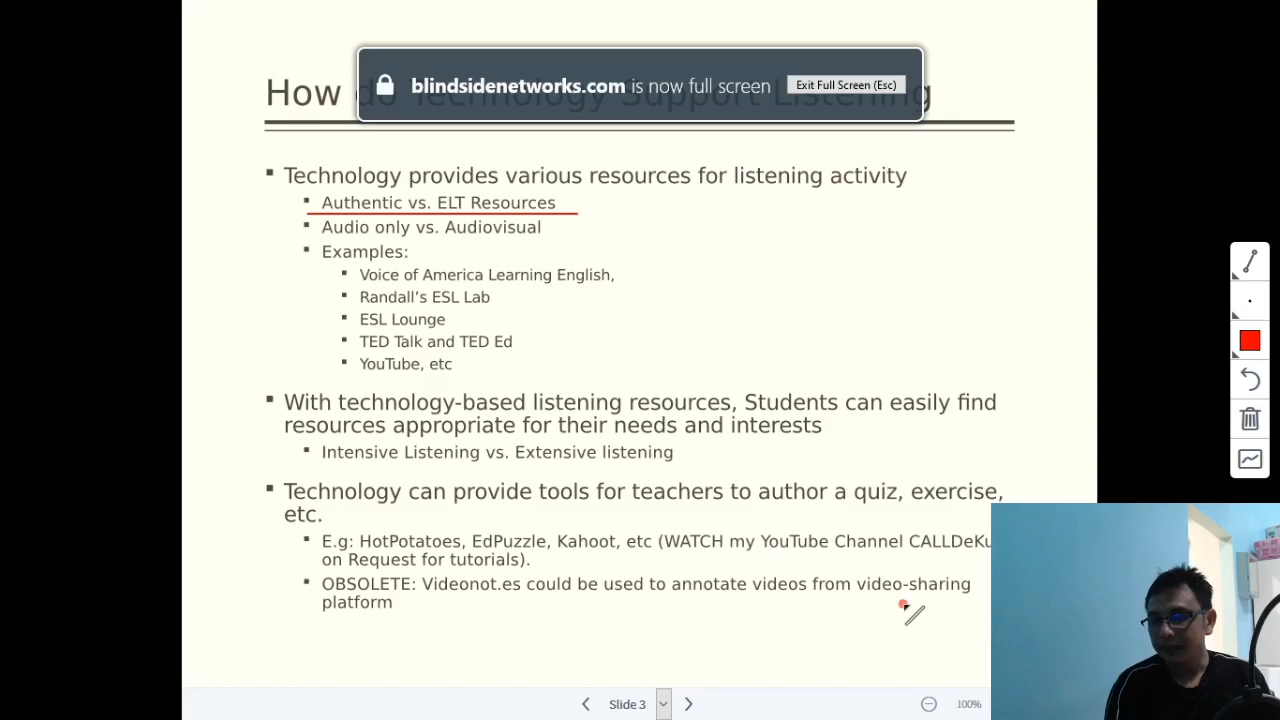 How do Technology Support Listening
blindsidenetworks.com is now full screen Exit Full Screen (Esc)
Technology provides various resources for listening activity
Authentic vs. ELT Resources
Audio only vs. Audiovisual
Examples:
Voice of America Learning English,
Randall's ESL Lab
ESL Lounge
TED Talk and TED Ed
YouTube, etc
With technology-based listening resources, Students can easily find
resources appropriate for their needs and interests
Intensive Listening vs. Extensive listening
Technology can provide tools for teachers to author a quiz, exercise,
etc.
E.g: HotPotatoes, EdPuzzle, Kahoot, etc (WATCH my YouTube Channel CALLDeKu
on Request for tutorials).
OBSOLETE: Videonot.es could be used to annotate videos from video-sharing
platform
Slide 3
100%